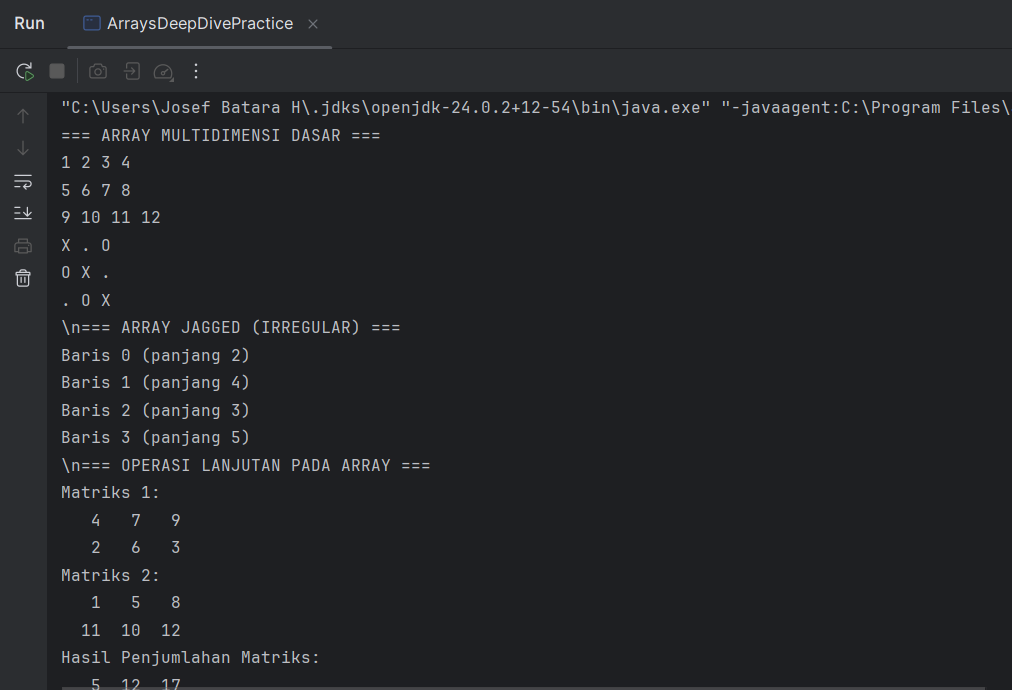 Run ArraysDeepDivePractice
"C:\Users\Josef Batara H\.jdks\openjdk-24.0.2+12-54\bin\java.exe" "-javaagent:C:\Program Files\
=== ARRAY MULTIDIMENSI DASAR ===
1 2 3 4
5 6 7 8
9 10 11 12
X . O
O X .
. O X
\n=== ARRAY JAGGED (IRREGULAR) ===
Baris 0 (panjang 2)
Baris 1 (panjang 4)
Baris 2 (panjang 3)
Baris 3 (panjang 5)
\n=== OPERASI LANJUTAN PADA ARRAY ===
Matriks 1:
   4   7   9
   2   6   3
Matriks 2:
   1   5   8
  11  10  12
Hasil Penjumlahan Matriks:
   5  12  17